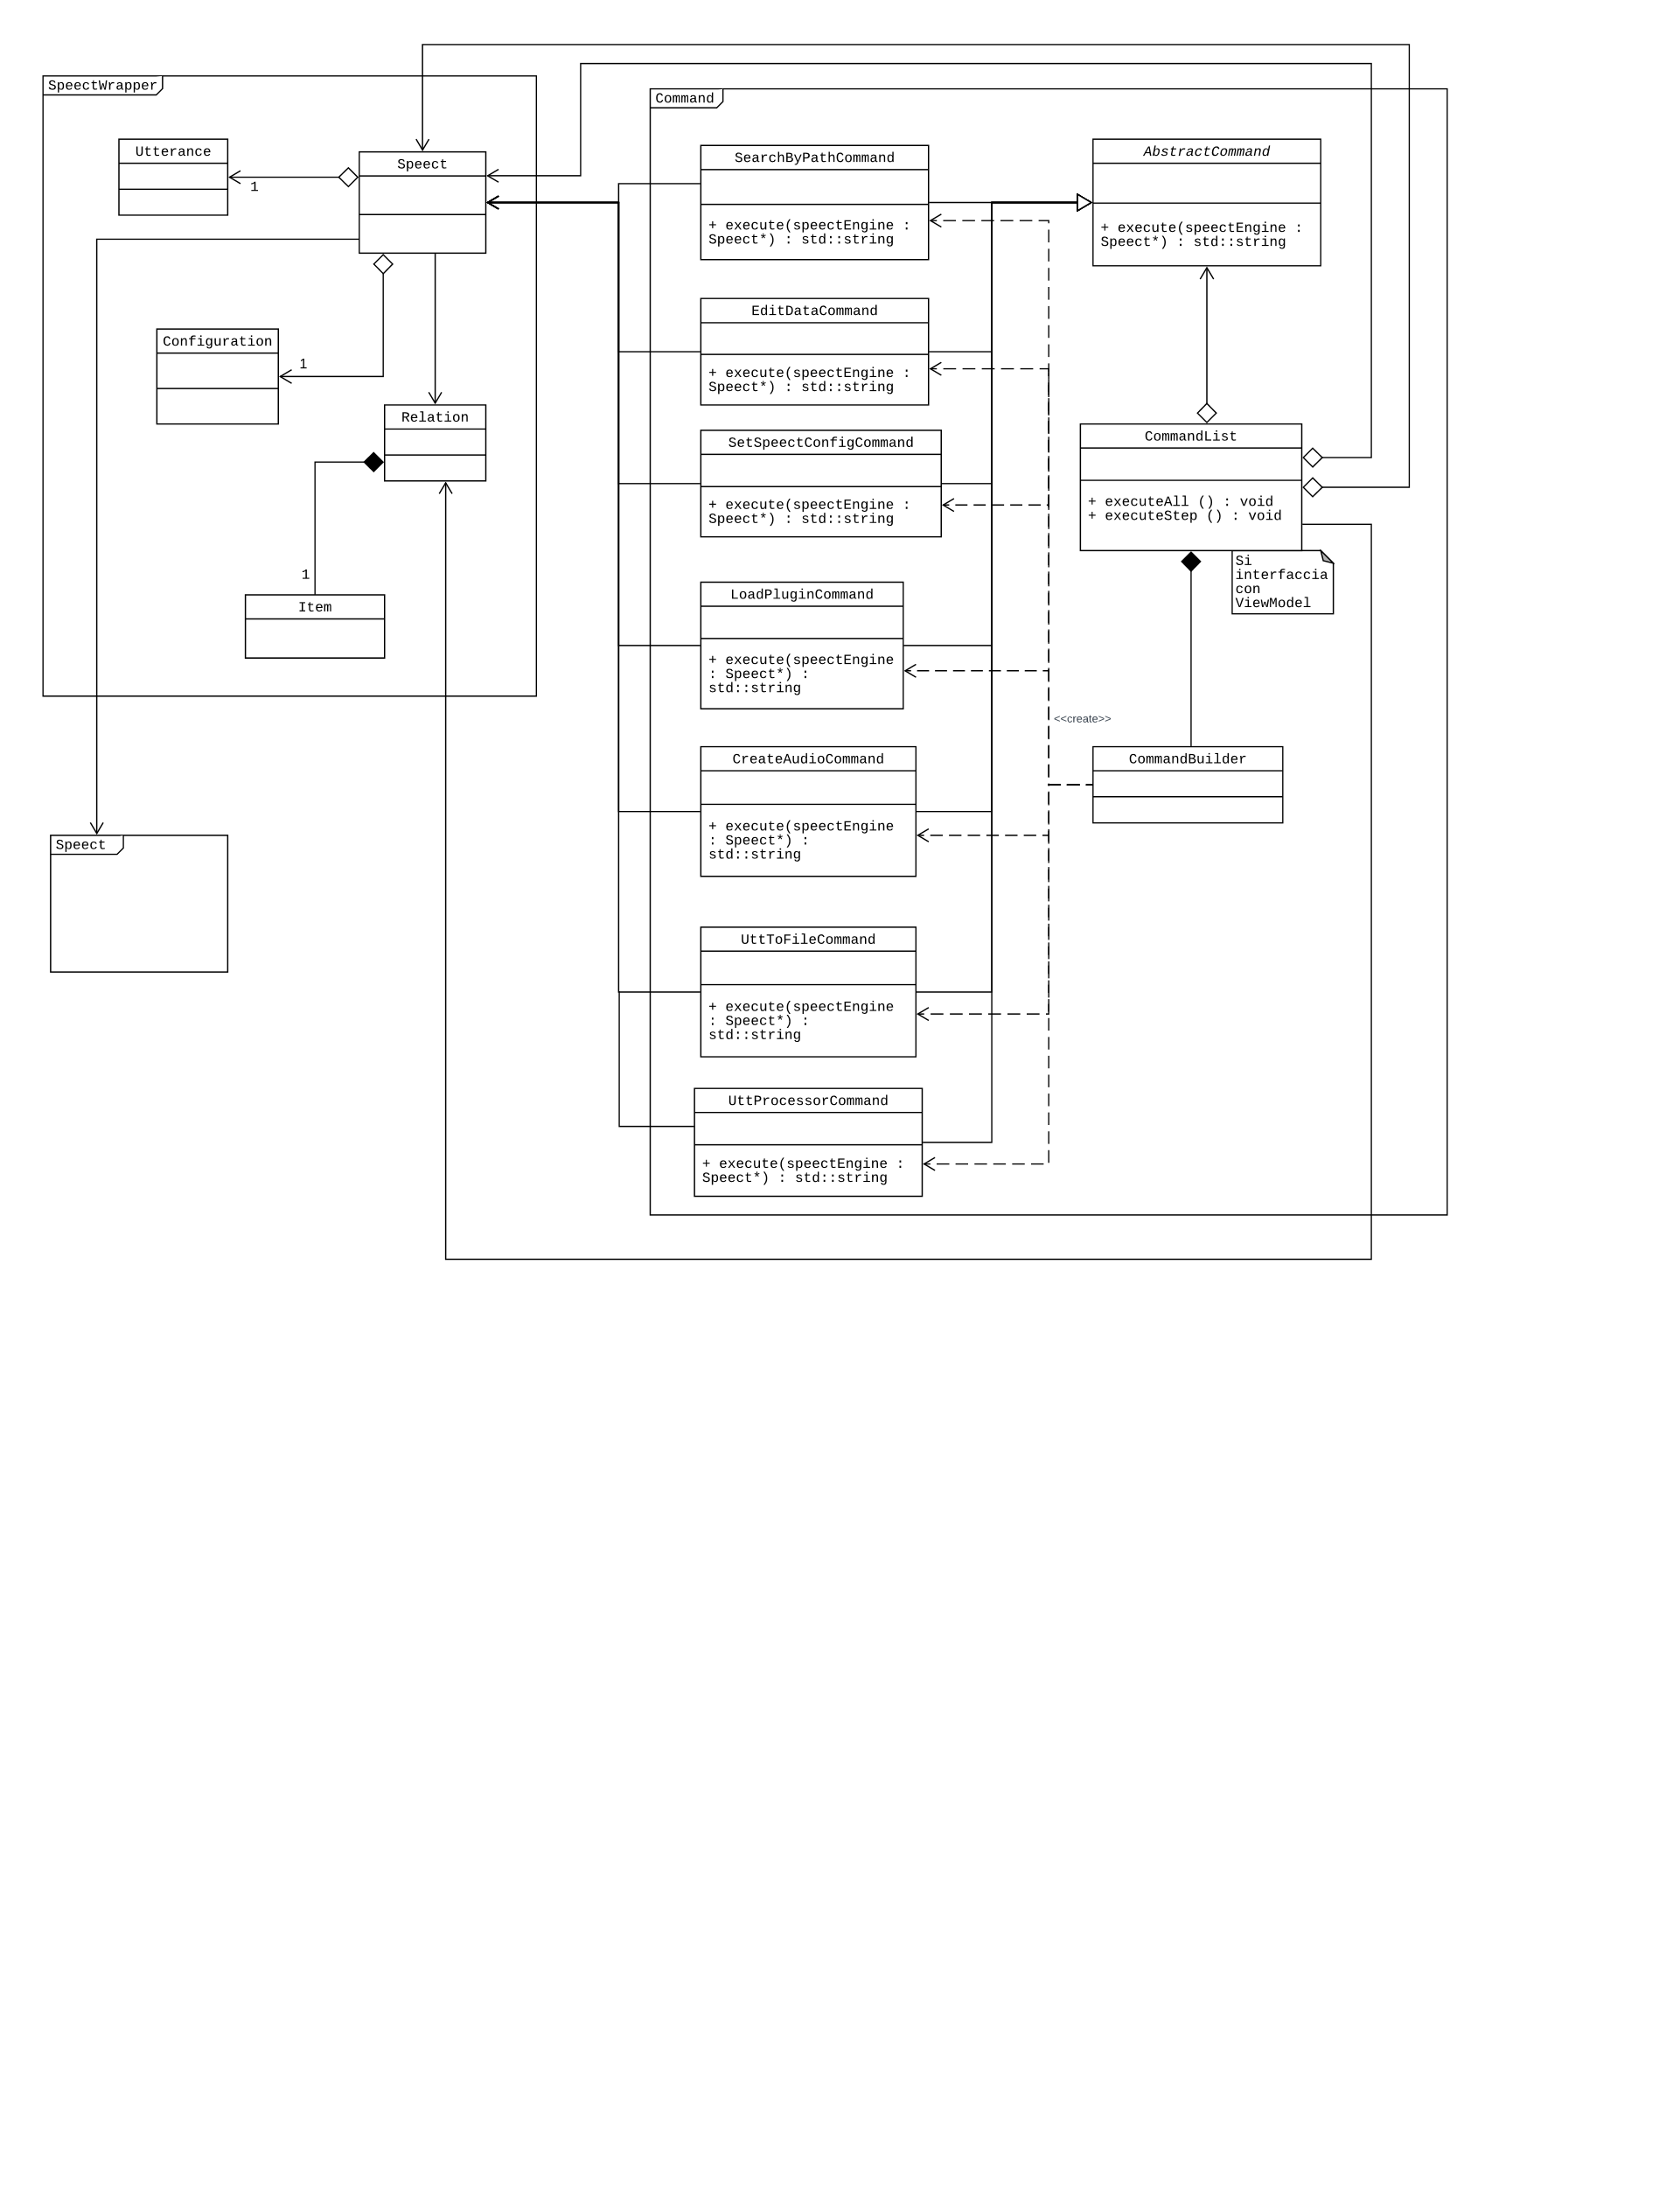 SpeectWrapper
Utterance
1
Speect
Configuration
1
Relation
1
Item
Speect
Command
SearchByPathCommand
+ execute(speectEngine :
Speect*) : std::string
EditDataCommand
+ execute(speectEngine :
Speect*) : std::string
SetSpeectConfigCommand
+ execute(speectEngine :
Speect*) : std::string
LoadPluginCommand
+ execute(speectEngine
: Speect*) :
std::string
CreateAudioCommand
+ execute(speectEngine
: Speect*) :
std::string
UttToFileCommand
+ execute(speectEngine
: Speect*) :
std::string
UttProcessorCommand
+ execute(speectEngine :
Speect*) : std::string
AbstractCommand
+ execute(speectEngine :
Speect*) : std::string
CommandList
+ executeAll () : void
+ executeStep () : void
Si
interfaccia
con
ViewModel
<<create>>
CommandBuilder